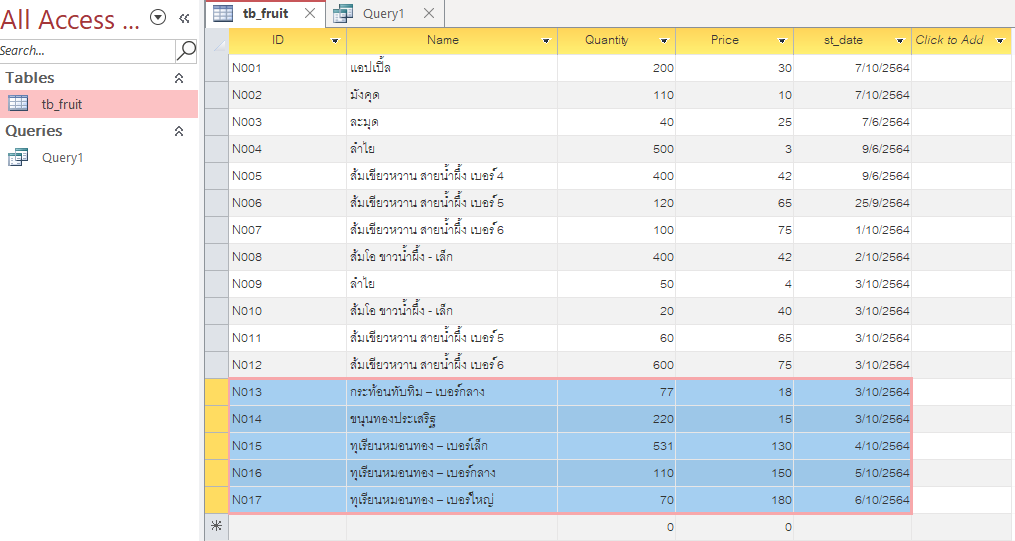 All Access ...
tb_fruit
Query1
Search...
Tables
tb_fruit
Queries
Query1
ID Name Quantity Price st_date Click to Add
N001 แอปเปิ้ล 200 30 7/10/2564
N002 มังคุด 110 10 7/10/2564
N003 ละมุด 40 25 7/6/2564
N004 ลำไย 500 3 9/6/2564
N005 ส้มเขียวหวาน สายน้ำผึ้ง เบอร์ 4 400 42 9/6/2564
N006 ส้มเขียวหวาน สายน้ำผึ้ง เบอร์ 5 120 65 25/9/2564
N007 ส้มเขียวหวาน สายน้ำผึ้ง เบอร์ 6 100 75 1/10/2564
N008 ส้มโอ ขาวน้ำผึ้ง - เล็ก 400 42 2/10/2564
N009 ลำไย 50 4 3/10/2564
N010 ส้มโอ ขาวน้ำผึ้ง - เล็ก 20 40 3/10/2564
N011 ส้มเขียวหวาน สายน้ำผึ้ง เบอร์ 5 60 65 3/10/2564
N012 ส้มเขียวหวาน สายน้ำผึ้ง เบอร์ 6 600 75 3/10/2564
N013 กระท้อนทับทิม – เบอร์กลาง 77 18 3/10/2564
N014 ขนุนทองประเสริฐ 220 15 3/10/2564
N015 ทุเรียนหมอนทอง – เบอร์เล็ก 531 130 4/10/2564
N016 ทุเรียนหมอนทอง – เบอร์กลาง 110 150 5/10/2564
N017 ทุเรียนหมอนทอง – เบอร์ใหญ่ 70 180 6/10/2564
0 0